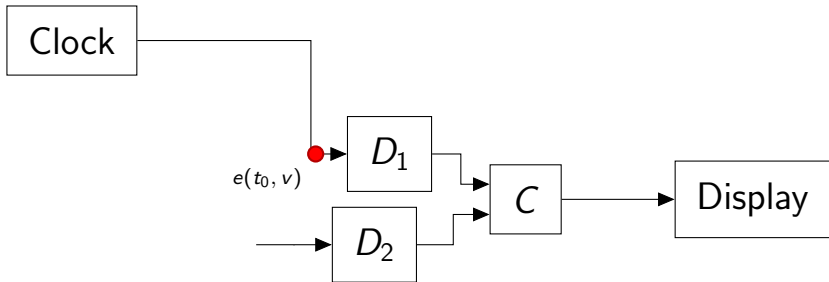 Clock
D₁
e(t₀, v)
C
Display
D₂